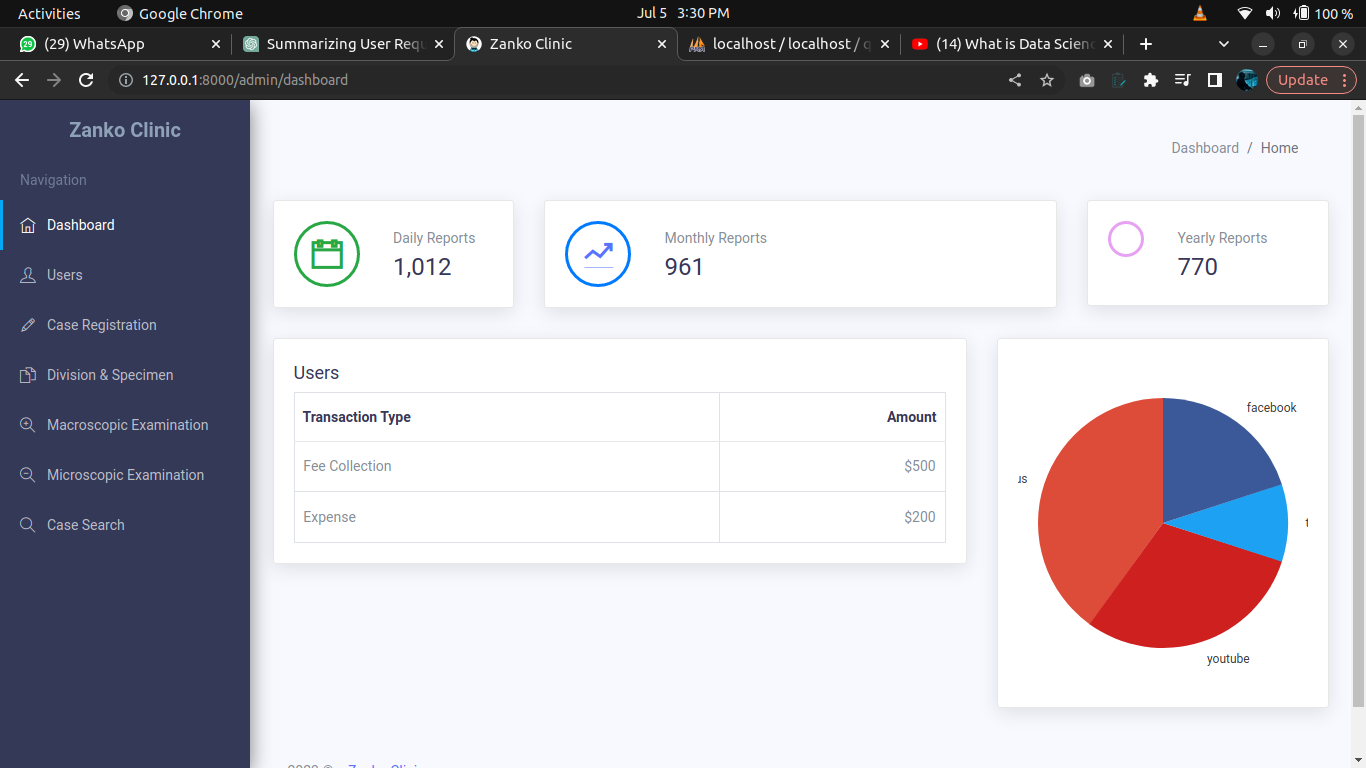 Activities Google Chrome Jul 5 3:30 PM 100 %
(29) WhatsApp Summarizing User Requ Zanko Clinic localhost / localhost / q (14) What is Data Scien
127.0.0.1:8000/admin/dashboard Update
Zanko Clinic
Navigation
Dashboard
Users
Case Registration
Division & Specimen
Macroscopic Examination
Microscopic Examination
Case Search
Dashboard / Home
Daily Reports
1,012
Monthly Reports
961
Yearly Reports
770
Users
Transaction Type Amount
Fee Collection $500
Expense $200
facebook
us
t
youtube
Zanko Clinic